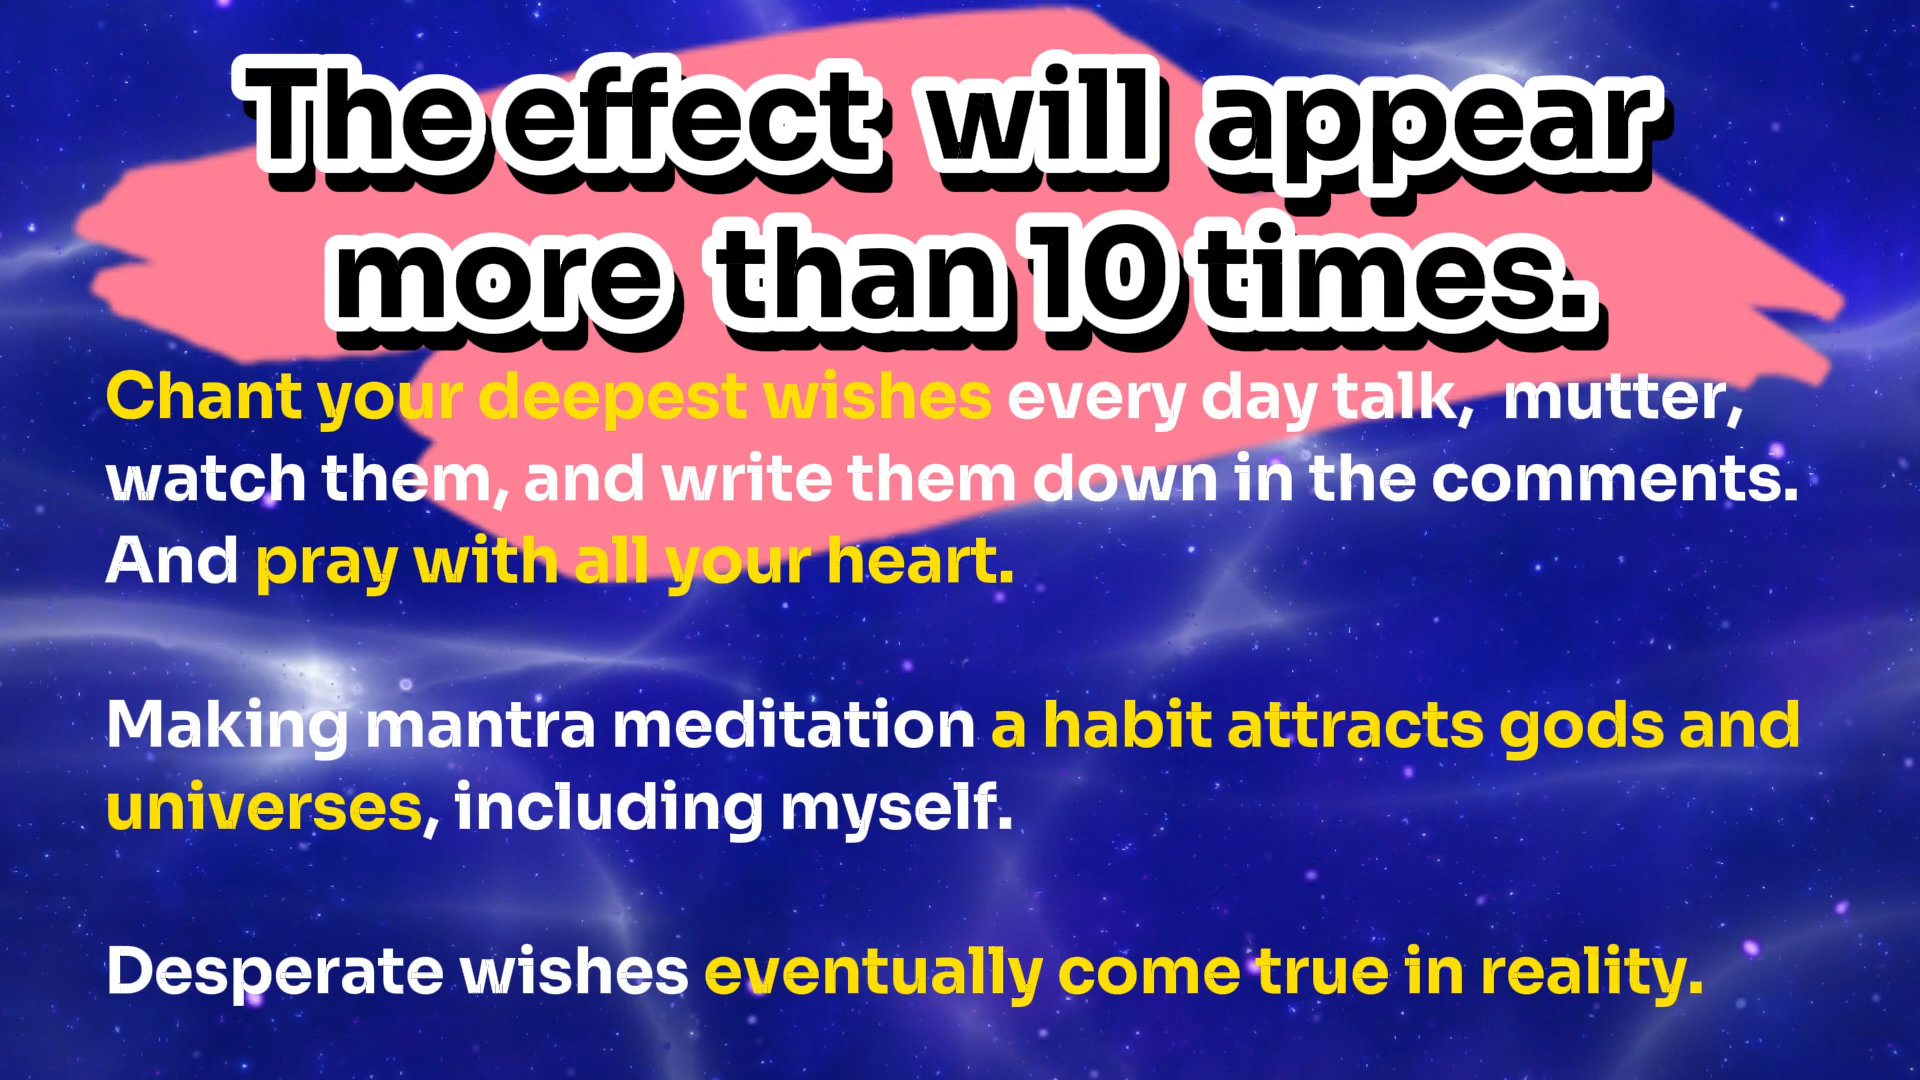 The effect will appear
more than 10 times.
Chant your deepest wishes every day talk, mutter,
watch them, and write them down in the comments.
And pray with all your heart.
Making mantra meditation a habit attracts gods and
universes, including myself.
Desperate wishes eventually come true in reality.